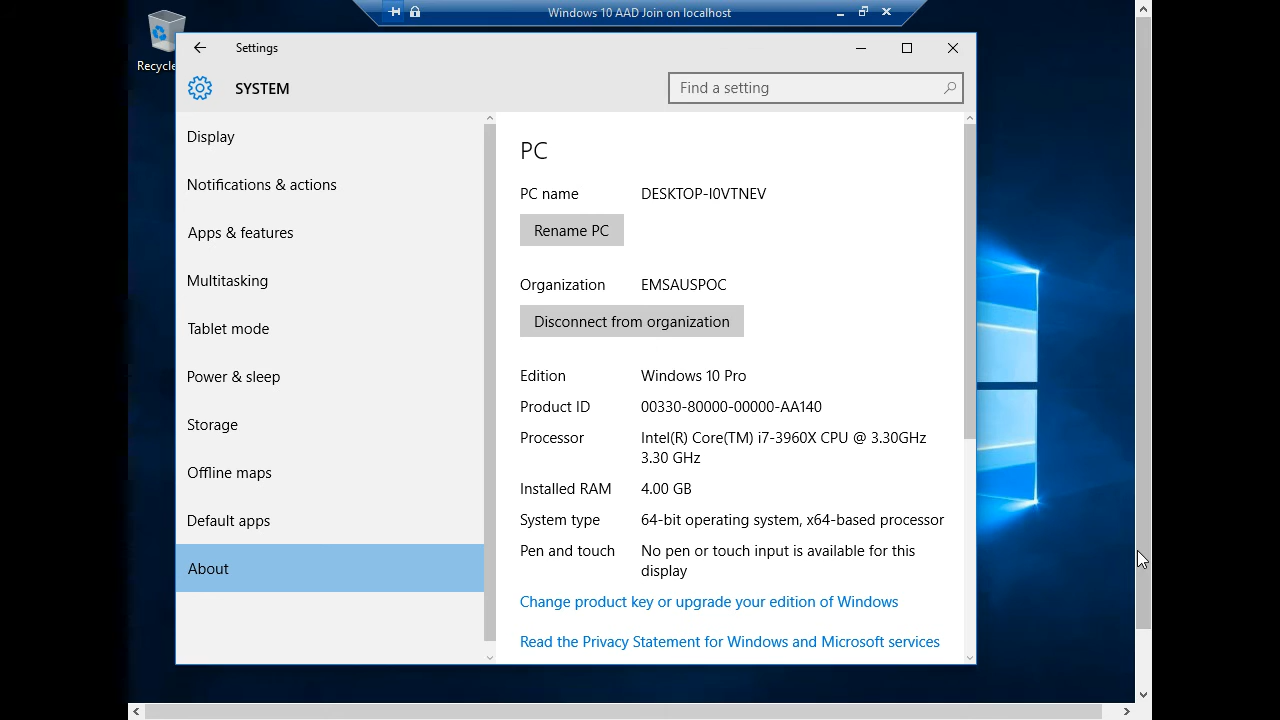 Windows 10 AAD Join on localhost
Recycle
Settings
SYSTEM
Find a setting
Display
Notifications & actions
Apps & features
Multitasking
Tablet mode
Power & sleep
Storage
Offline maps
Default apps
About
PC
PC name DESKTOP-I0VTNEV
Rename PC
Organization EMSAUSPOC
Disconnect from organization
Edition Windows 10 Pro
Product ID 00330-80000-00000-AA140
Processor Intel(R) Core(TM) i7-3960X CPU @ 3.30GHz
3.30 GHz
Installed RAM 4.00 GB
System type 64-bit operating system, x64-based processor
Pen and touch No pen or touch input is available for this
display
Change product key or upgrade your edition of Windows
Read the Privacy Statement for Windows and Microsoft services